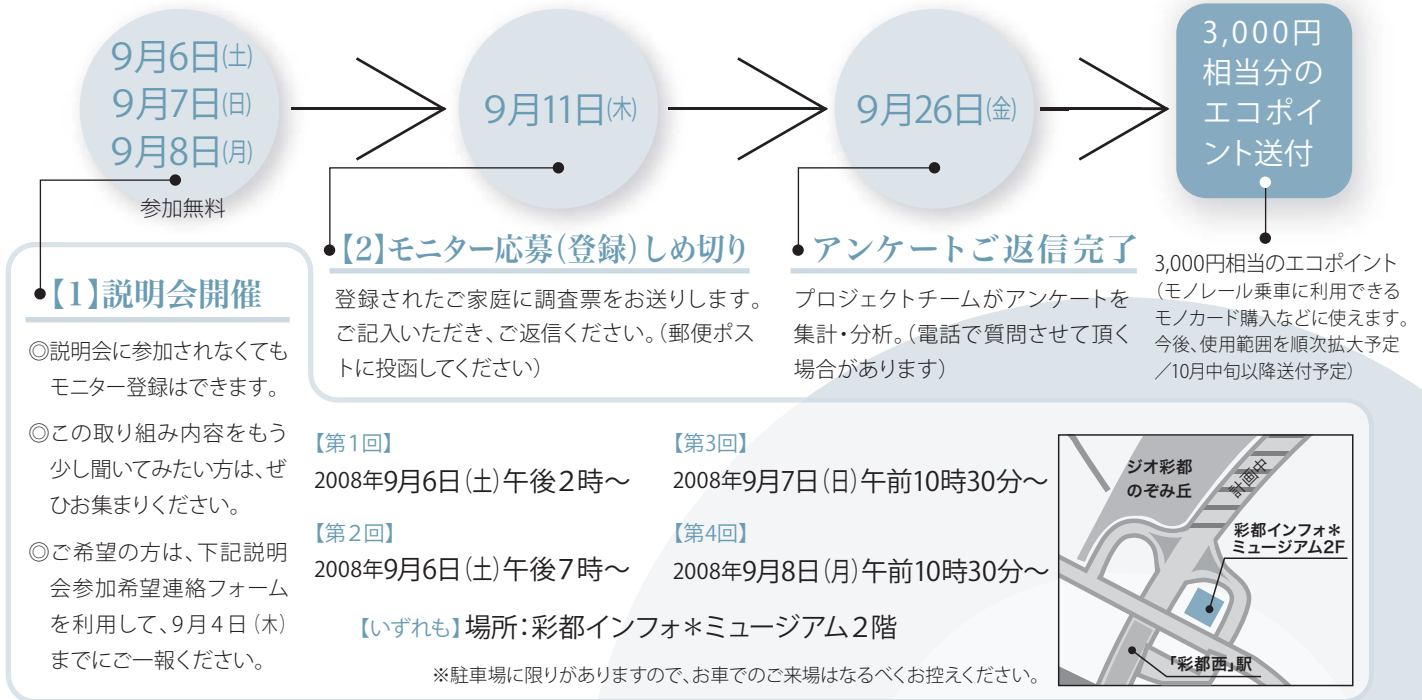 9月6日(土)
9月7日(日)
9月8日(月)
参加無料
9月11日(木)
9月26日(金)
3,000円
相当分の
エコポイ
ント送付
【1】説明会開催
◎説明会に参加されなくても
モニター登録はできます。
◎この取り組み内容をもう
少し聞いてみたい方は、ぜ
ひお集まりください。
◎ご希望の方は、下記説明
会参加希望連絡フォーム
を利用して、9月4日(木)
までにご一報ください。
【2】モニター応募(登録)しめ切り
登録されたご家庭に調査票をお送りします。
ご記入いただき、ご返信ください。(郵便ポス
トに投函してください)
アンケートご返信完了
プロジェクトチームがアンケートを
集計・分析。(電話で質問させて頂く
場合があります)
3,000円相当のエコポイント
(モノレール乗車に利用できる
モノカード購入などに使えます。
今後、使用範囲を順次拡大予定
/10月中旬以降送付予定)
【第1回】
2008年9月6日(土)午後2時〜
【第2回】
2008年9月6日(土)午後7時〜
【第3回】
2008年9月7日(日)午前10時30分〜
【第4回】
2008年9月8日(月)午前10時30分〜
【いずれも】場所:彩都インフォ*ミュージアム2階
※駐車場に限りがありますので、お車でのご来場はなるべくお控えください。
ジオ彩都
のぞみ丘
計画中
彩都インフォ*
ミュージアム2F
「彩都西」駅